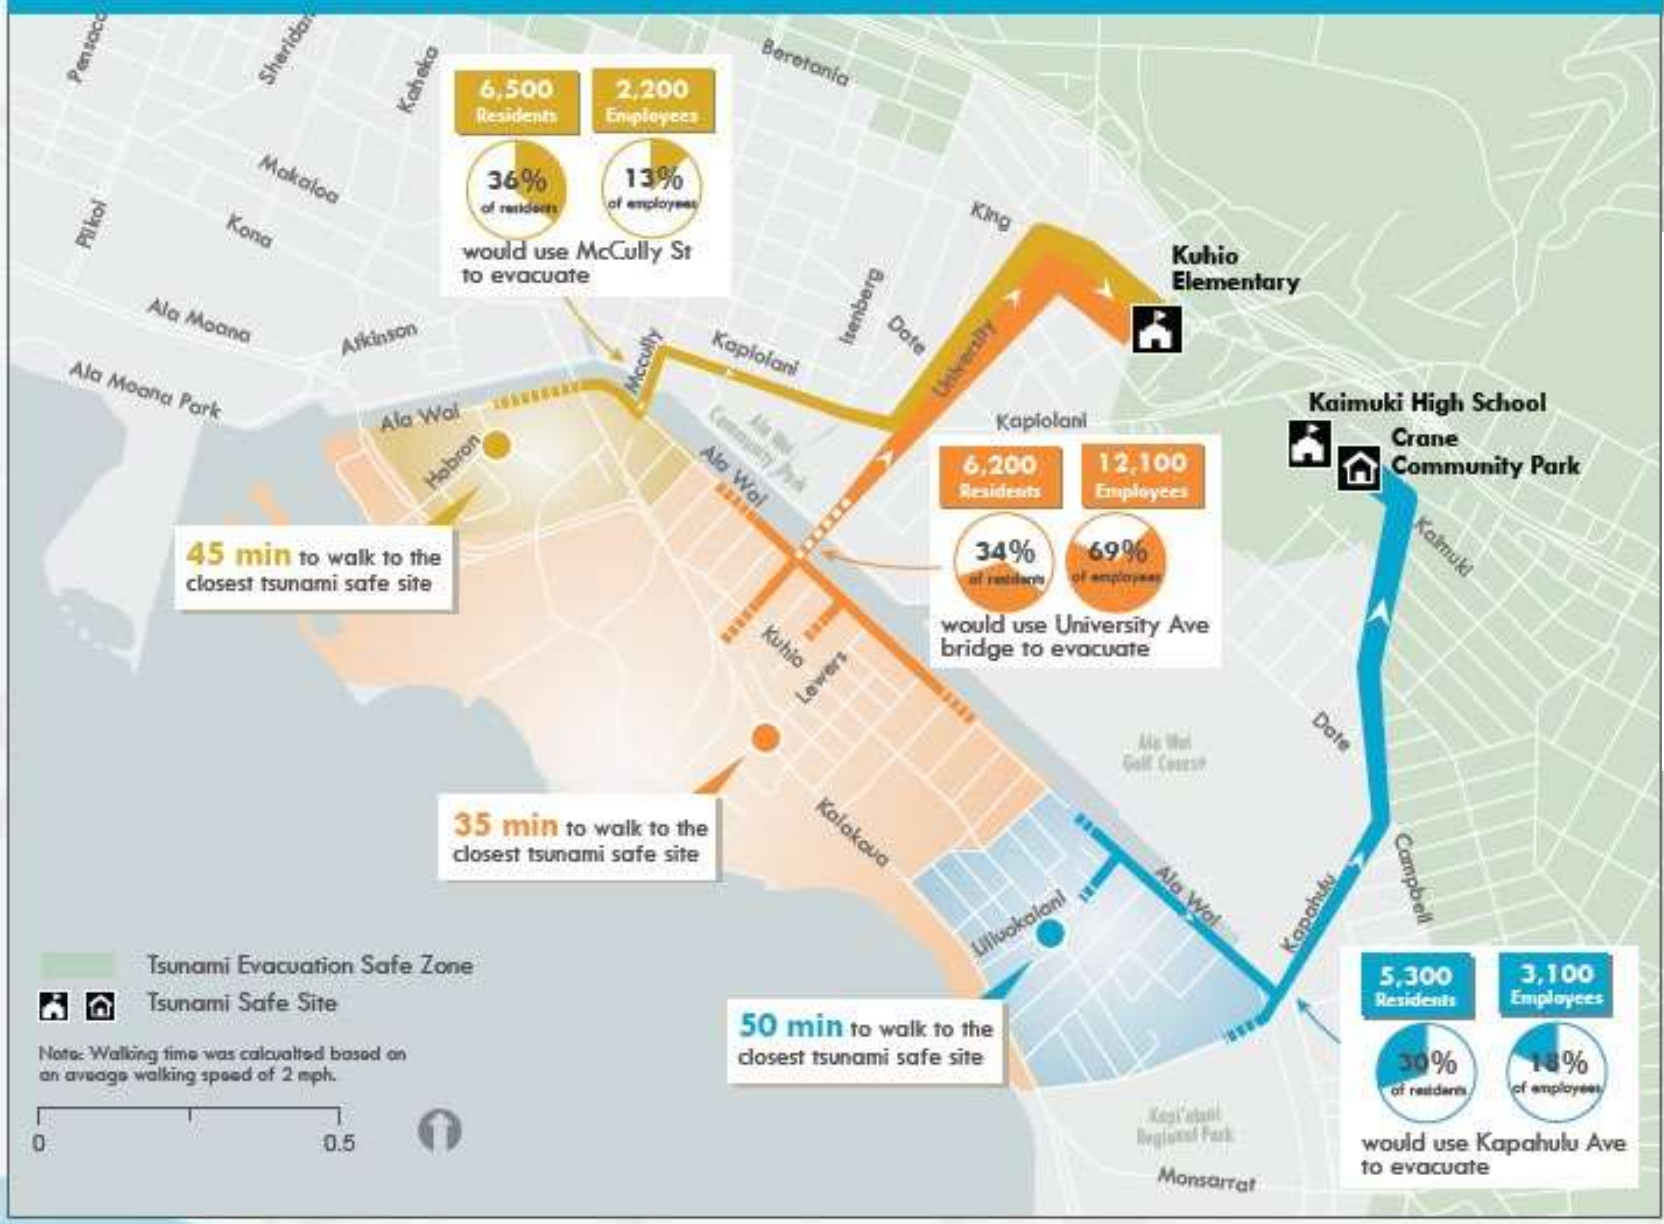 Pensaco
Sheridan
Kaheka
Beretania
6,500
Residents
2,200
Employees
36%
of residents
13%
of employees
would use McCully St
to evacuate
Makaloa
Kona
Piikoi
King
Kuhio
Elementary
Ala Moana
Atkinson
Isenberg
Date
University
Mccully
Kapiolani
Ala Moana Park
Ala Wai
Hobron
Ala Wai
Community Park
Ala Wai
Kapiolani
Kaimuki High School
Crane
Community Park
6,200
Residents
12,100
Employees
34%
of residents
69%
of employees
would use University Ave
bridge to evacuate
Kaimuki
45 min to walk to the
closest tsunami safe site
Kuhio
Lewers
Ala Wai
Golf Course
Date
35 min to walk to the
closest tsunami safe site
Kalakaua
Campbell
Ala Wai
Kapahulu
Liliuokalani
Tsunami Evacuation Safe Zone
Tsunami Safe Site
Note: Walking time was calcualted based on
an aveage walking speed of 2 mph.
0 0.5
50 min to walk to the
closest tsunami safe site
5,300
Residents
3,100
Employees
30%
of residents
18%
of employees
would use Kapahulu Ave
to evacuate
Kapi'olani
Regional Park
Monsarrat